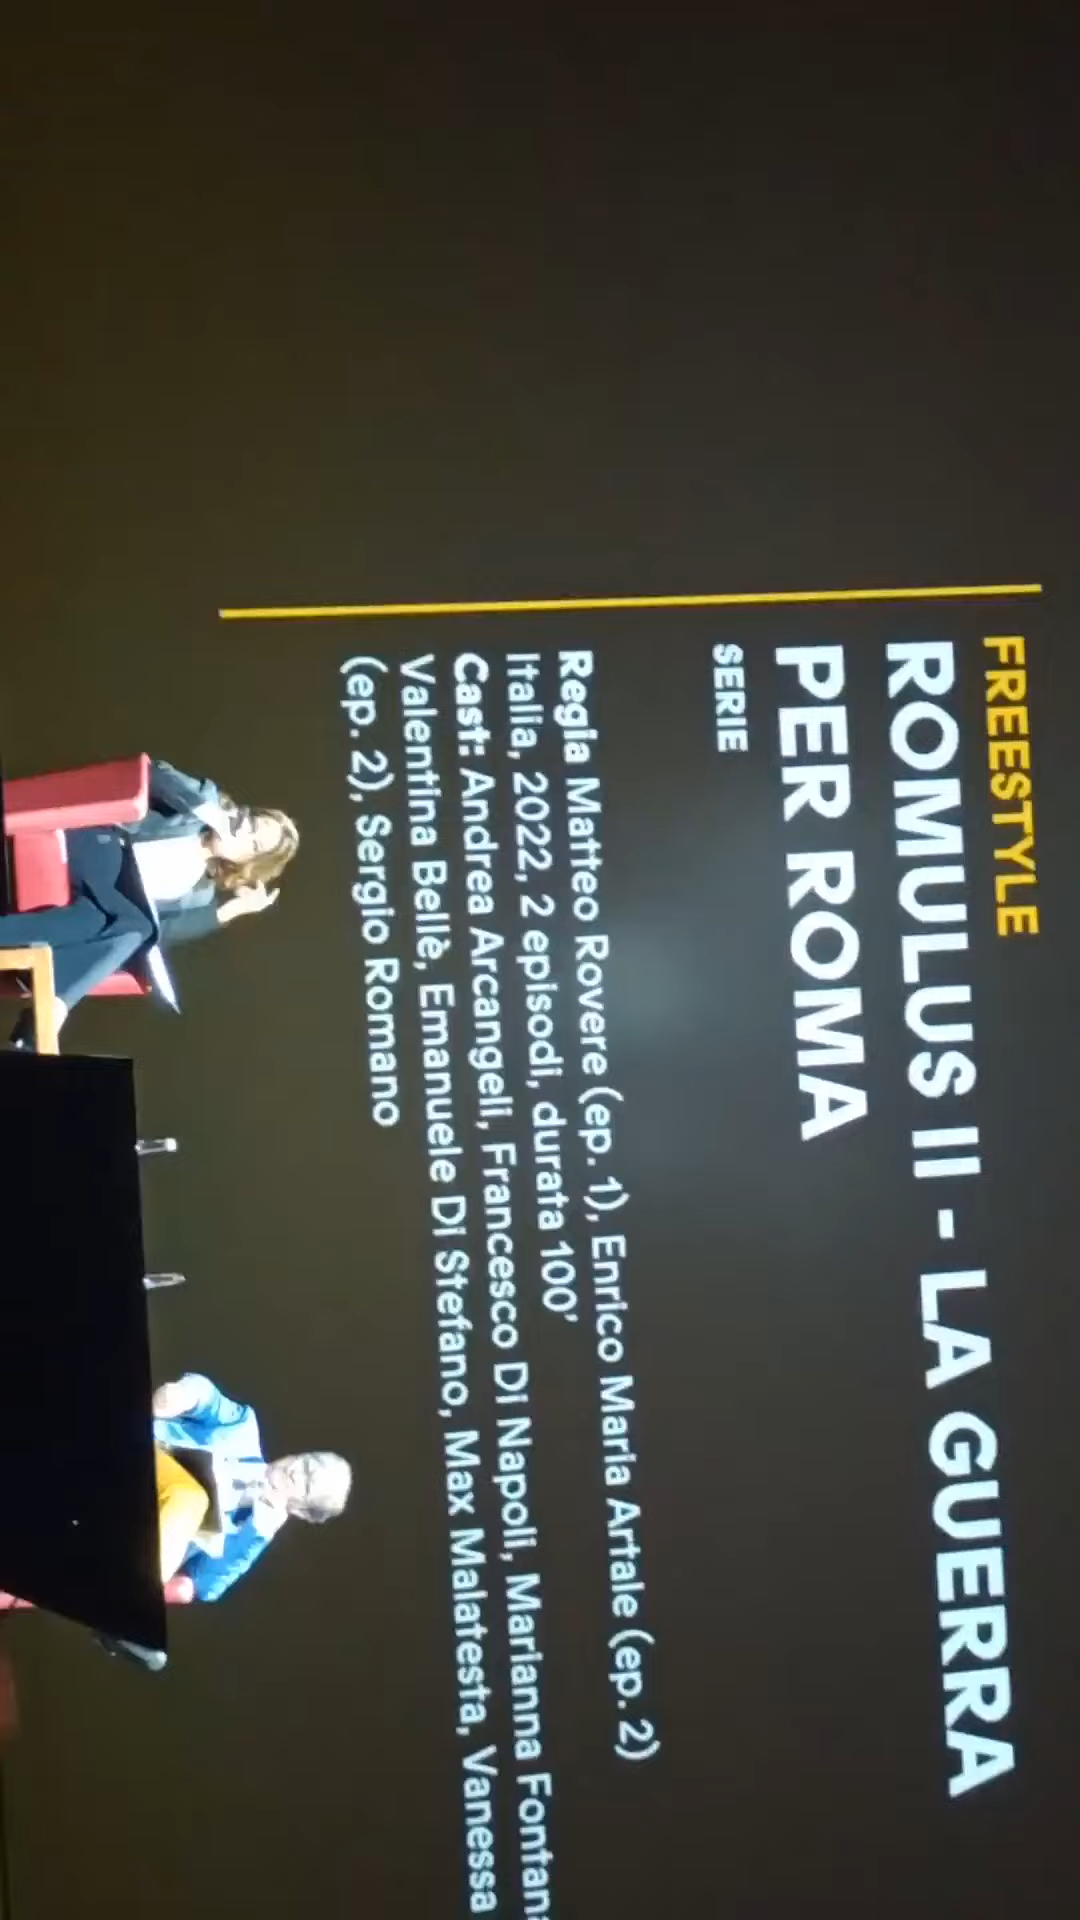 FREESTYLE
ROMULUS II - LA GUERRA
PER ROMA
SERIE
Regia Matteo Rovere (ep. 1), Enrico Maria Artale (ep. 2)
Italia, 2022, 2 episodi, durata 100'
Cast: Andrea Arcangeli, Francesco Di Napoli, Marianna Fontana
Valentina Bellè, Emanuele Di Stefano, Max Malatesta, Vanessa
(ep. 2), Sergio Romano